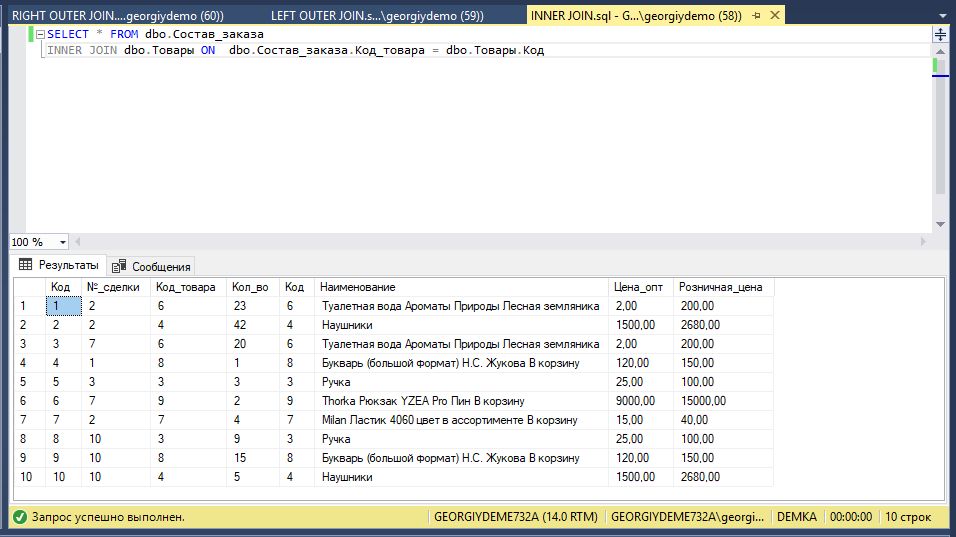 RIGHT OUTER JOIN....georgiydemo (60)) LEFT OUTER JOIN.s...\georgiydemo (59)) INNER JOIN.sql - G...\georgiydemo (58))
SELECT * FROM dbo.Состав_заказа
INNER JOIN dbo.Товары ON  dbo.Состав_заказа.Код_товара = dbo.Товары.Код
100 %
Результаты Сообщения
Код №_сделки Код_товара Кол_во Код Наименование Цена_опт Розничная_цена
1 1 2 6 23 6 Туалетная вода Ароматы Природы Лесная земляника 2,00 200,00
2 2 2 4 42 4 Наушники 1500,00 2680,00
3 3 7 6 20 6 Туалетная вода Ароматы Природы Лесная земляника 2,00 200,00
4 4 1 8 1 8 Букварь (большой формат) Н.С. Жукова В корзину 120,00 150,00
5 5 3 3 3 3 Ручка 25,00 100,00
6 6 7 9 2 9 Thorka Рюкзак YZEA Pro Пин В корзину 9000,00 15000,00
7 7 2 7 4 7 Milan Ластик 4060 цвет в ассортименте В корзину 15,00 40,00
8 8 10 3 9 3 Ручка 25,00 100,00
9 9 10 8 15 8 Букварь (большой формат) Н.С. Жукова В корзину 120,00 150,00
10 10 10 4 5 4 Наушники 1500,00 2680,00
Запрос успешно выполнен. GEORGIYDEME732A (14.0 RTM) GEORGIYDEME732A\georgi... DEMKA 00:00:00 10 строк